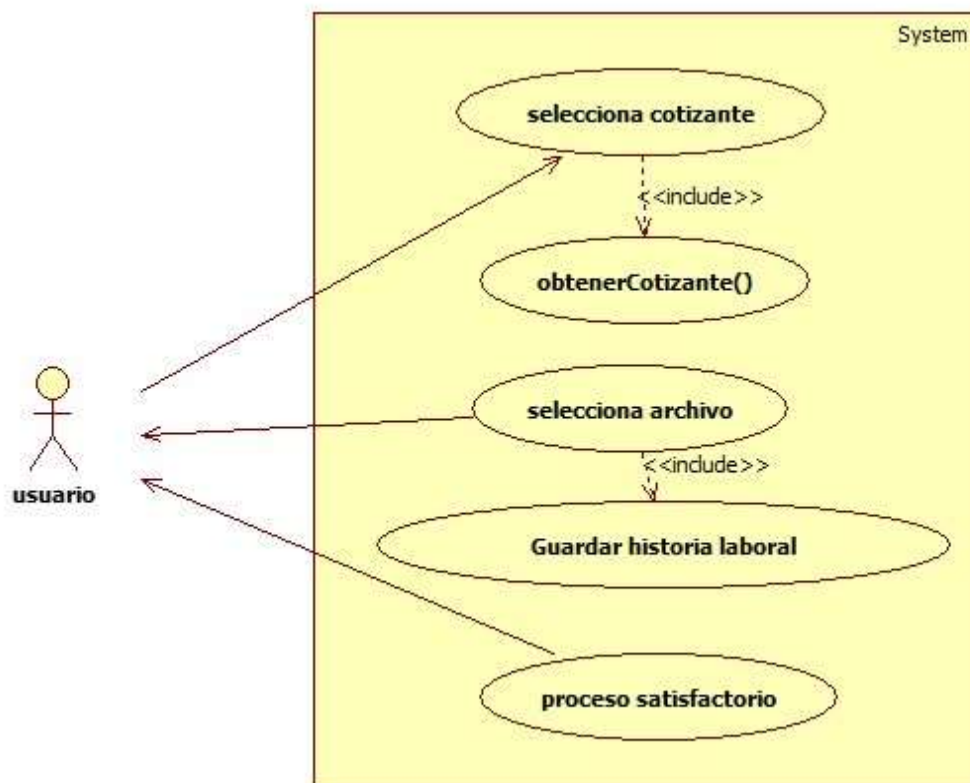 System
selecciona cotizante
<<include>>
obtenerCotizante()
selecciona archivo
<<include>>
usuario
Guardar historia laboral
proceso satisfactorio